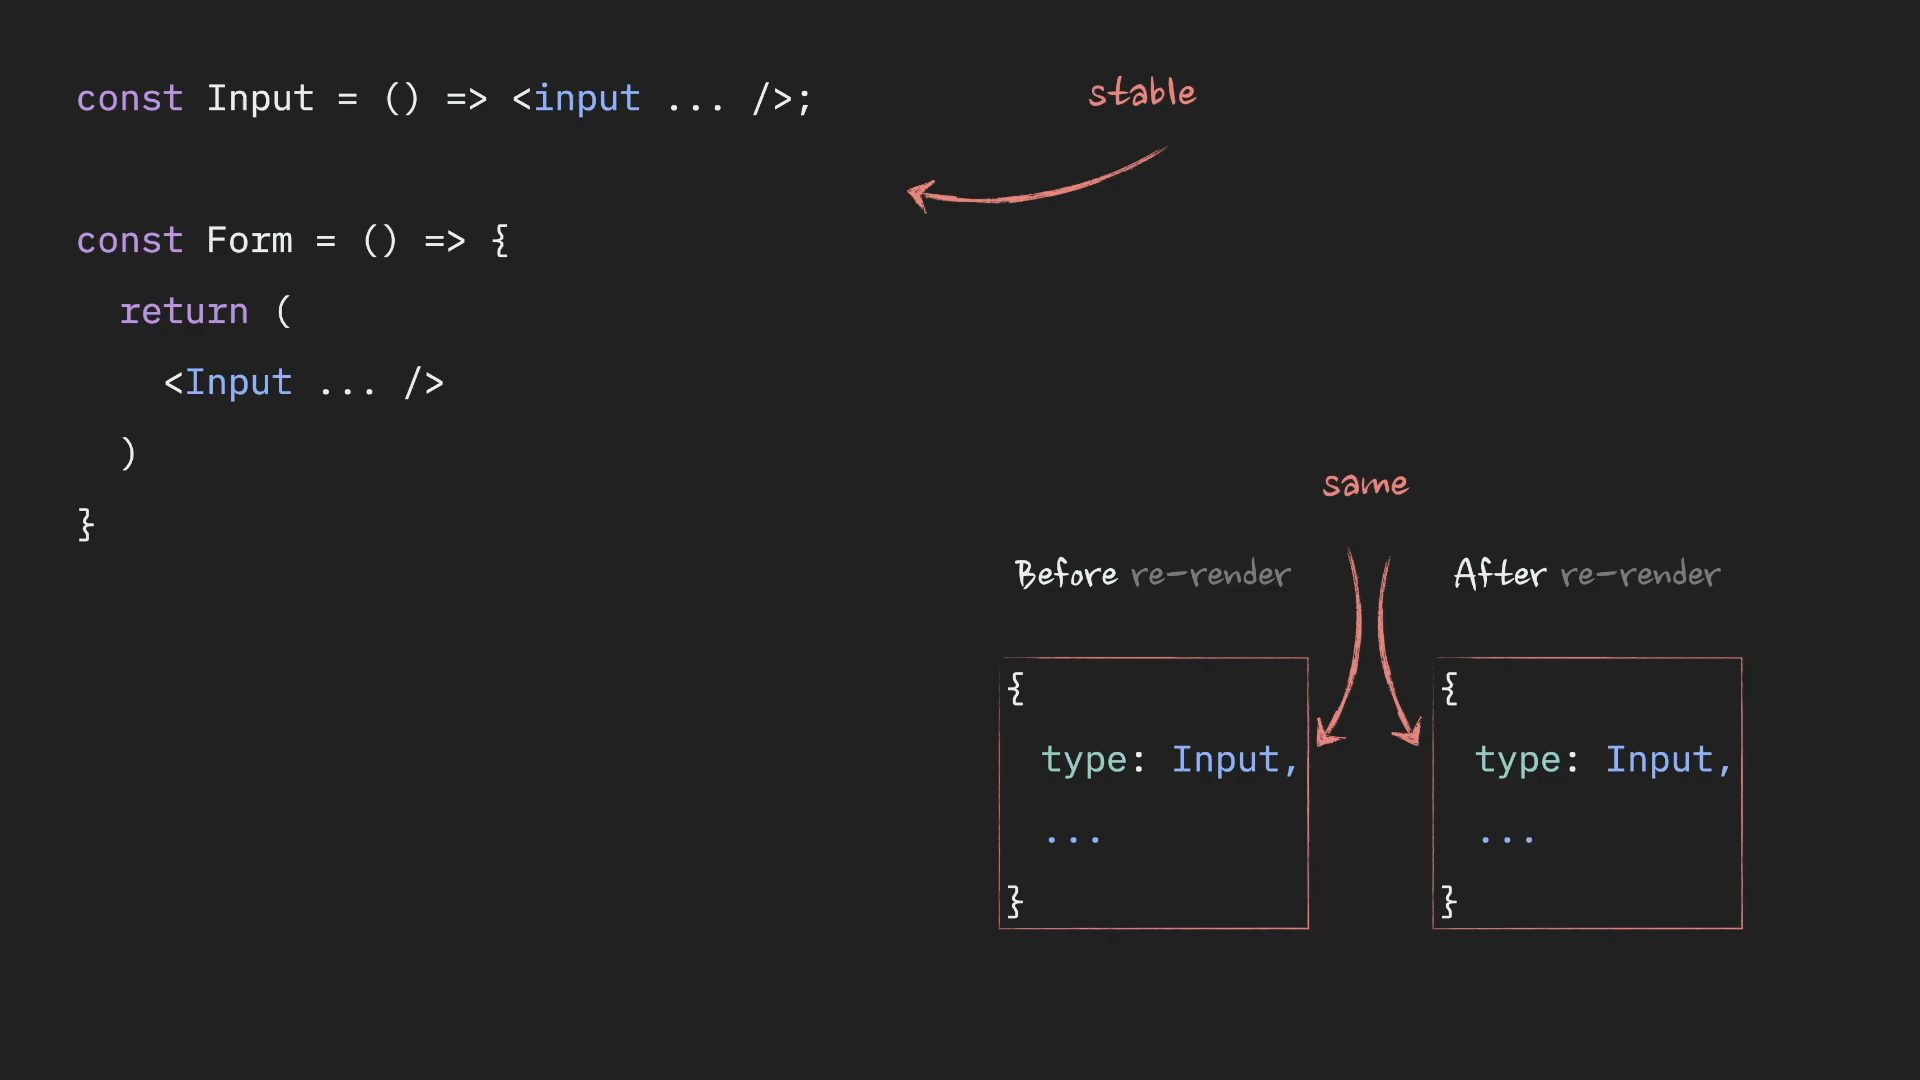 const Input = () => <input ... />;
stable
const Form = () => {
return (
<Input ... />
)
}
same
Before re-render
After re-render
{
type: Input,
...
}
{
type: Input,
...
}